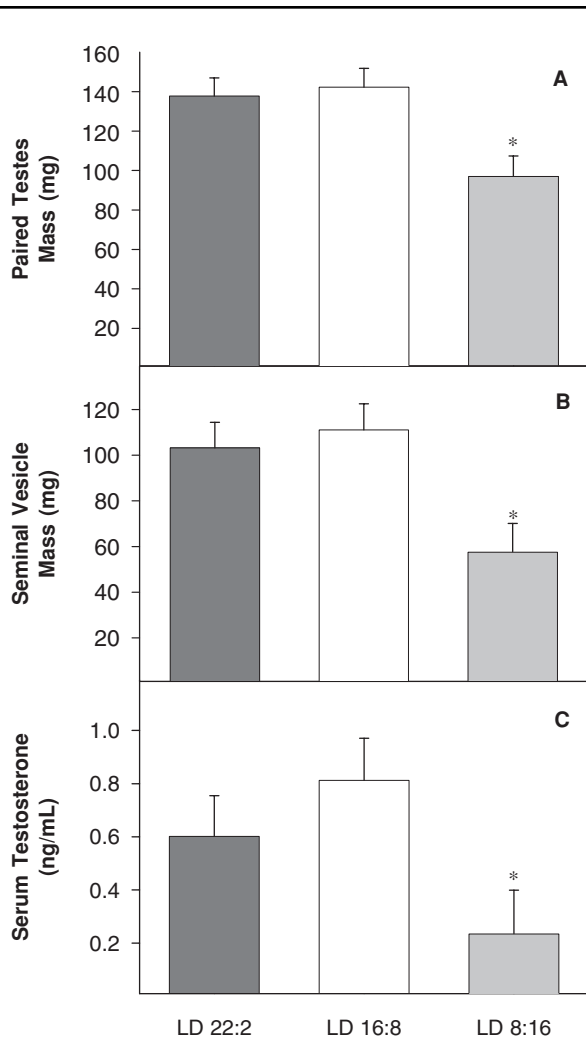 160
140
120
100
80
60
40
20
Paired Testes
Mass (mg)
A
*
120
100
80
60
40
20
Seminal Vesicle
Mass (mg)
B
*
1.0
0.8
0.6
0.4
0.2
Serum Testosterone
(ng/mL)
C
*
LD 22:2 LD 16:8 LD 8:16